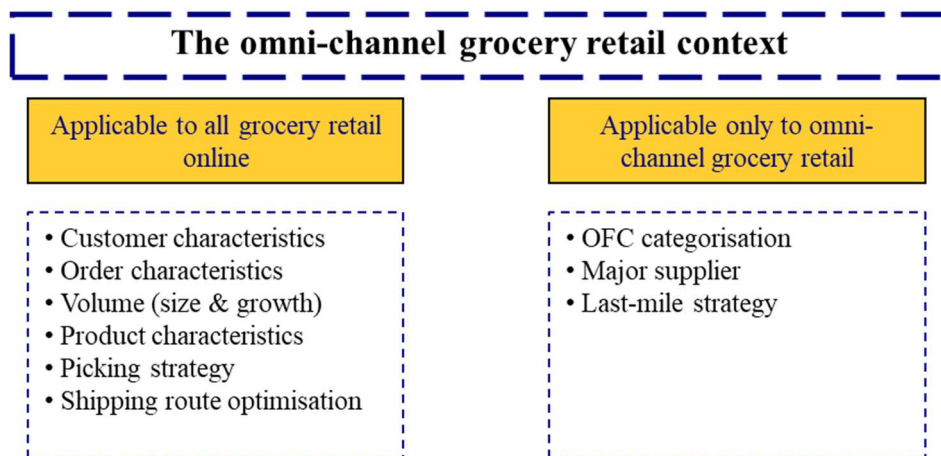 The omni-channel grocery retail context
Applicable to all grocery retail
online
Applicable only to omni-
channel grocery retail
• Customer characteristics
• Order characteristics
• Volume (size & growth)
• Product characteristics
• Picking strategy
• Shipping route optimisation
• OFC categorisation
• Major supplier
• Last-mile strategy